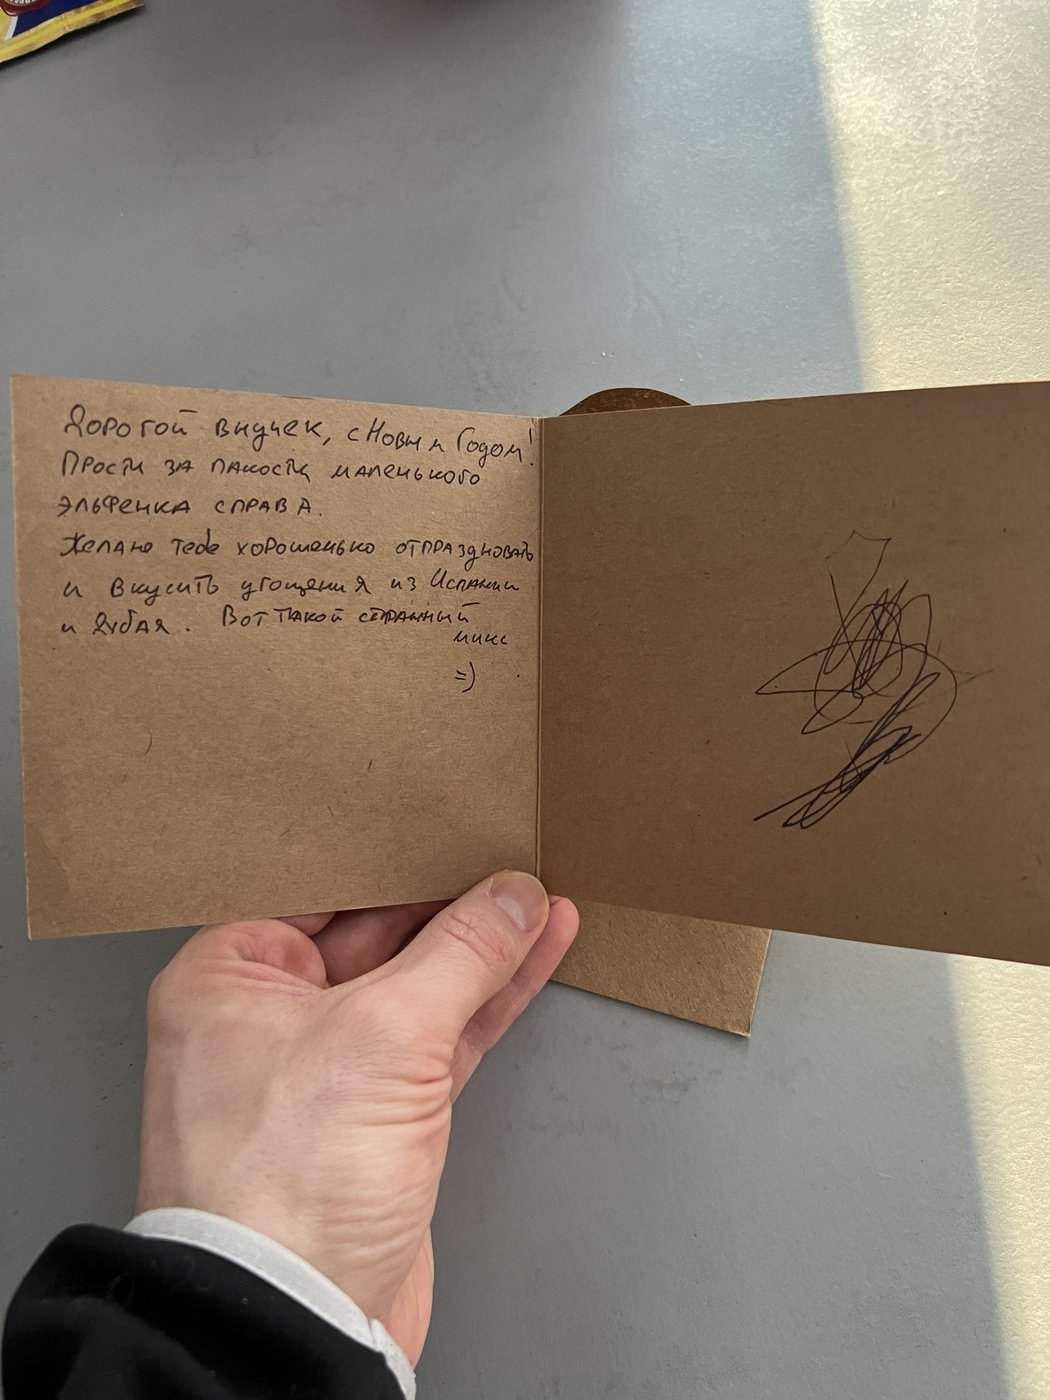 Дорогой внучек, с Новым Годом!
Прости за пакости маленького
эльфенка справа.
Желаю тебе хорошенько отпраздновать
и вкусить угощения из Испании
и Дубая. Вот такой странный
микс
=)